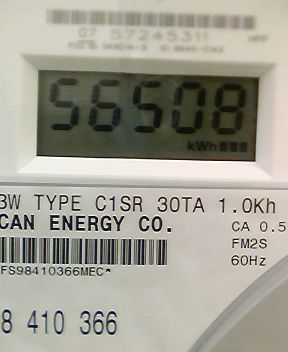 07 57245311
56508
kWh
3W TYPE C1SR 30TA 1.0Kh
CAN ENERGY CO.
CA 0.5
FM2S
FS98410366MEC*
60Hz
8 410 366